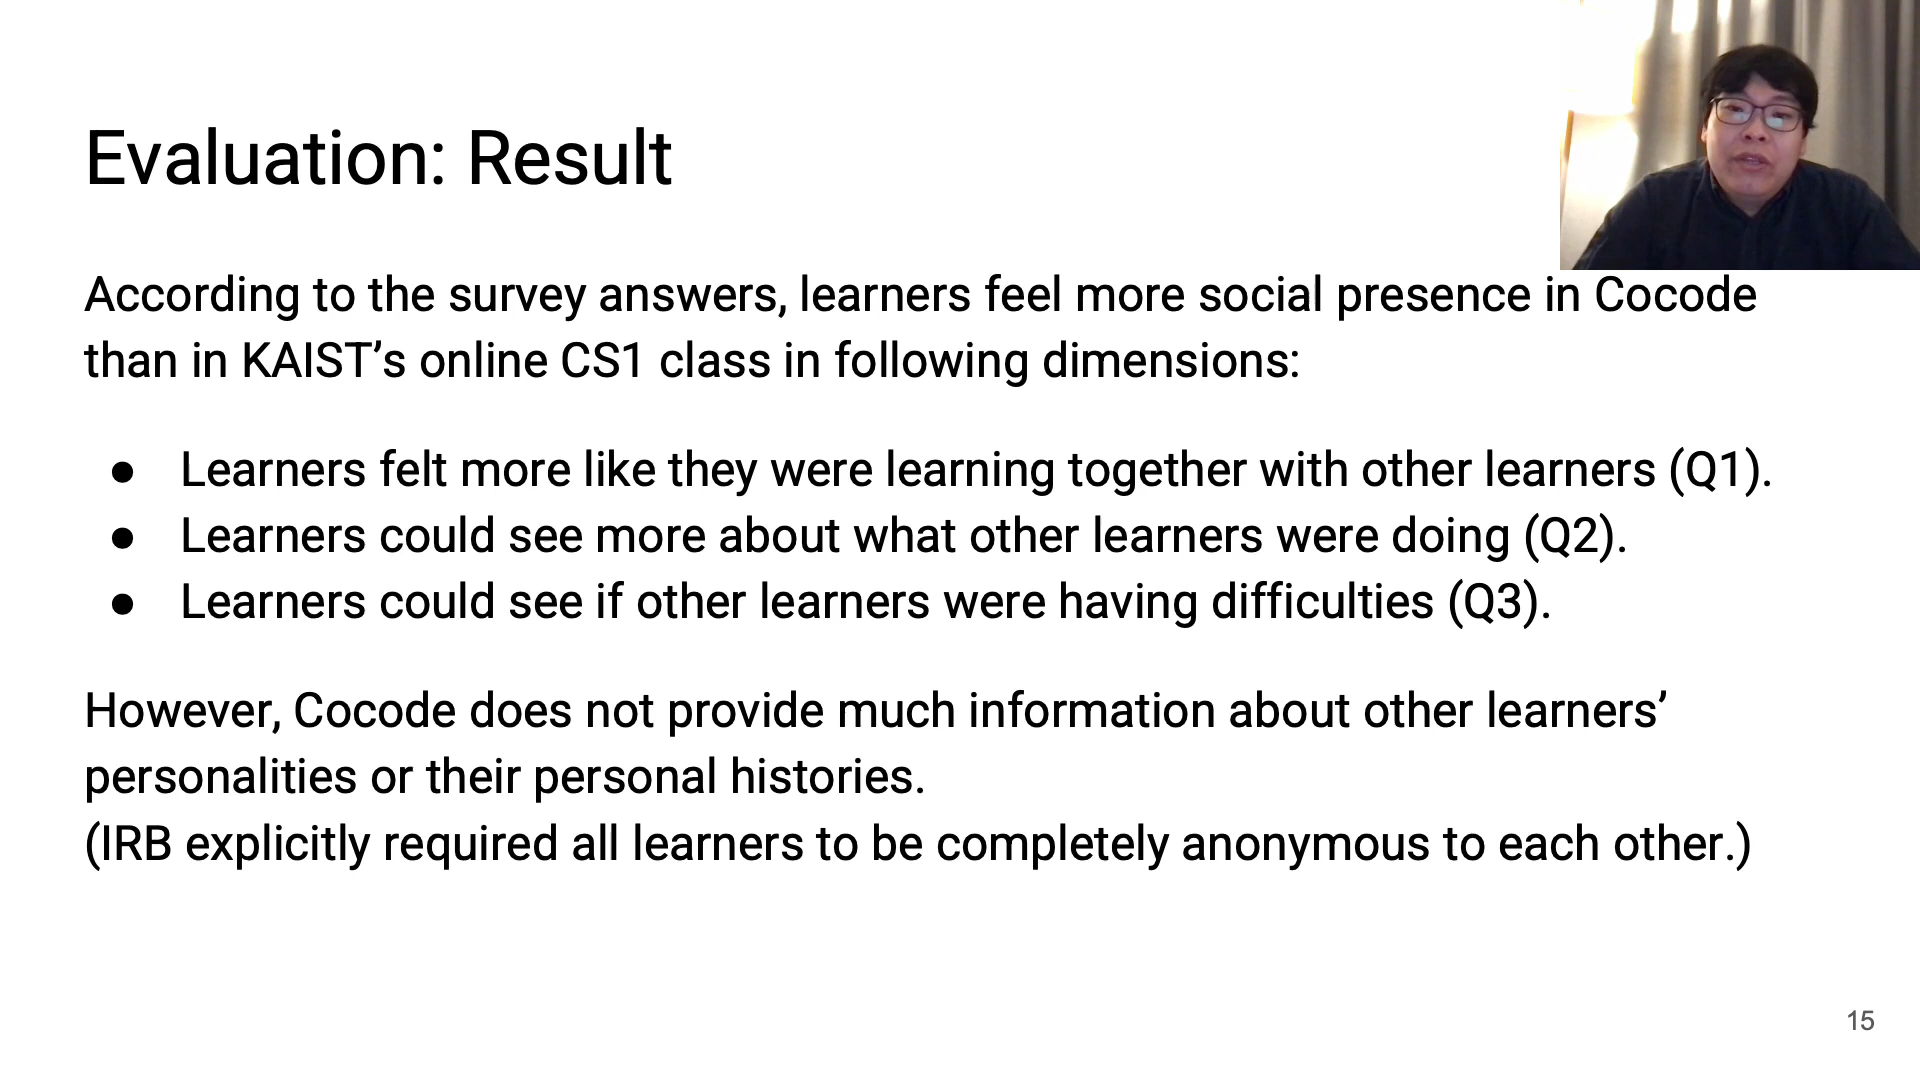 Evaluation: Result
According to the survey answers, learners feel more social presence in Cocode
than in KAIST’s online CS1 class in following dimensions:
● Learners felt more like they were learning together with other learners (Q1).
● Learners could see more about what other learners were doing (Q2).
● Learners could see if other learners were having difficulties (Q3).
However, Cocode does not provide much information about other learners’
personalities or their personal histories.
(IRB explicitly required all learners to be completely anonymous to each other.)
15